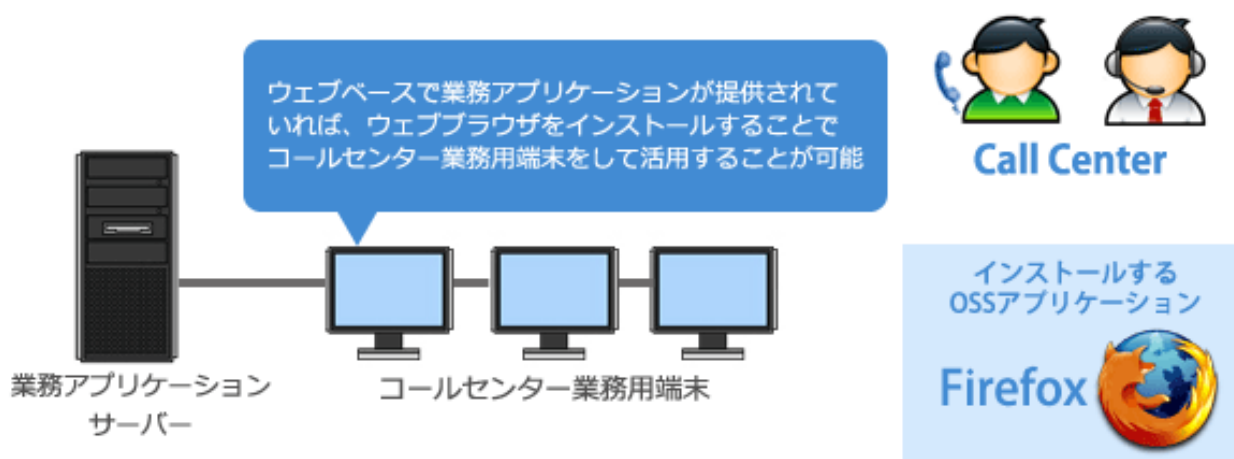 ウェブベースで業務アプリケーションが提供されて
いれば、ウェブブラウザをインストールすることで
コールセンター業務用端末をして活用することが可能
Call Center
業務アプリケーション
サーバー
コールセンター業務用端末
インストールする
OSSアプリケーション
Firefox